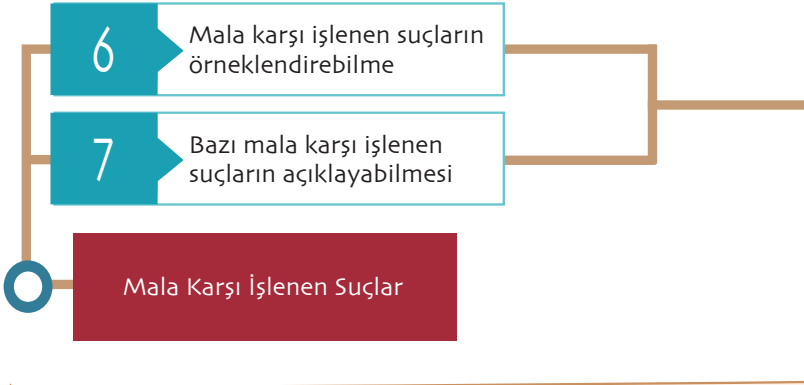 6
Mala karşı işlenen suçların
örneklendirebilme
7
Bazı mala karşı işlenen
suçların açıklayabilmesi
Mala Karşı İşlenen Suçlar